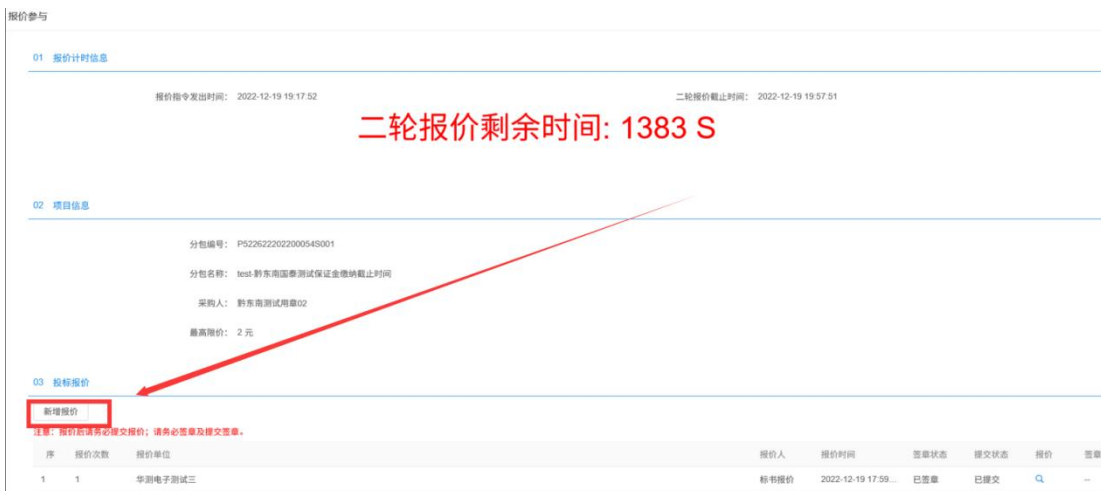 报价参与
01 报价计时信息
报价指令发出时间: 2022-12-19 19:17:52 二轮报价截止时间: 2022-12-19 19:57:51
二轮报价剩余时间: 1383 S
02 项目信息
分包编号: P522622202200054S001
分包名称: test-黔东南国泰测试保证金缴纳截止时间
采购人: 黔东南测试用章02
最高限价: 2 元
03 投标报价
新增报价
注意: 报价后请务必提交报价; 请务必签章及提交签章。
序 报价次数 报价单位 报价人 报价时间 签章状态 提交状态 报价 签章
1 1 华测电子测试三 标书报价 2022-12-19 17:59... 已签章 已提交 --